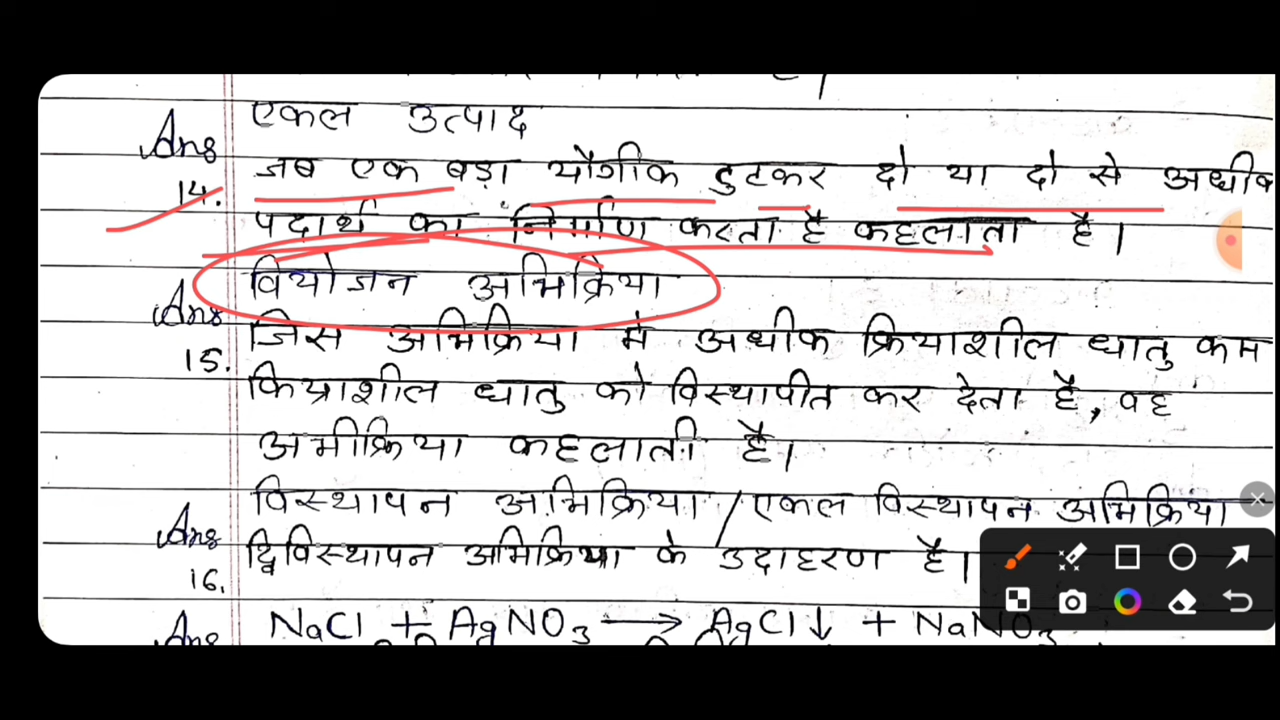 एकल उत्पाद
Ans
14. जब एक बड़ा यौगीक टुटकर दो या दो से अधीक
पदार्थ का निर्माण करता है कहलाता है।
Ans वियोजन अभिक्रिया
15. जिस अभिक्रिया मे अधीक क्रियाशील धातु कम
कियाशील धातु को विस्थापीत कर देता है, वह
अभीक्रिया कहलाती है।
Ans विस्थापन अभिक्रिया / एकल विस्थापन अभिक्रिया
16. द्विविस्थापन अभिक्रिया के उदाहरण है।
Ans NaCl + AgNO₃ → AgCl↓ + NaNO₃